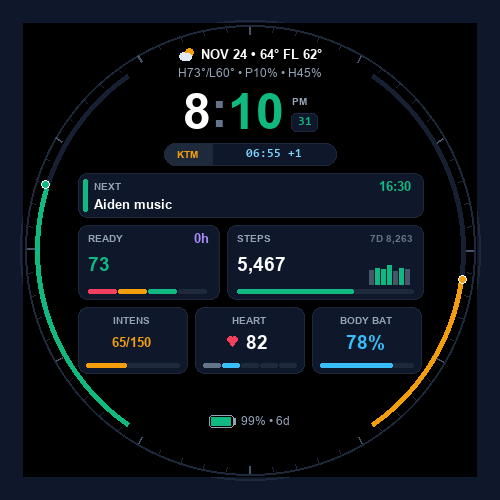 NOV 24 • 64° FL 62°
H73°/L60° • P10% • H45%
8:10 PM
31
KTM 06:55 +1
NEXT 16:30
Aiden music
READY 0h
73
STEPS 7D 8,263
5,467
INTENS
65/150
HEART
82
BODY BAT
78%
99% • 6d